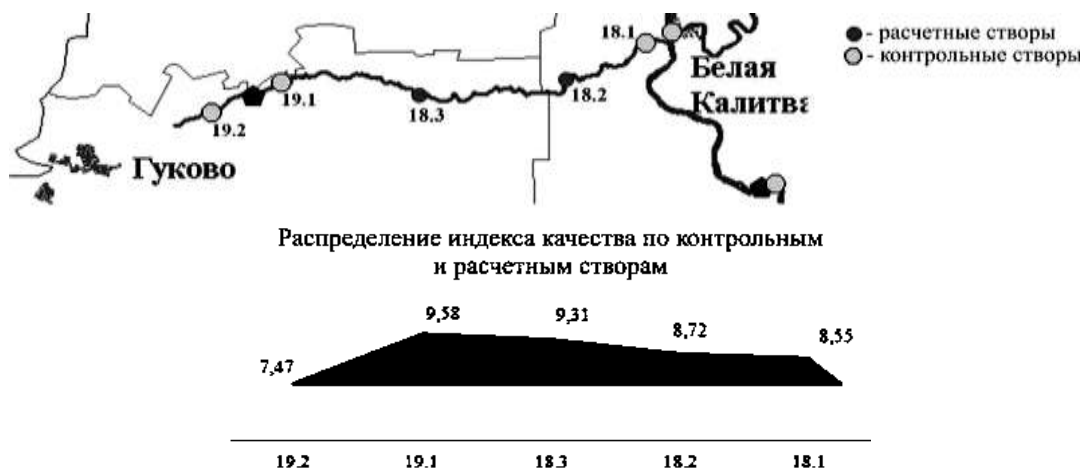 18.1
- расчетные створы
- контрольные створы
Белая
Калитва
19.1
18.2
18.3
19.2
Гуково
Распределение индекса качества по контрольным
и расчетным створам
9,58
9,31
8,72
8,55
7,47
19.2 19.1 18.3 18.2 18.1